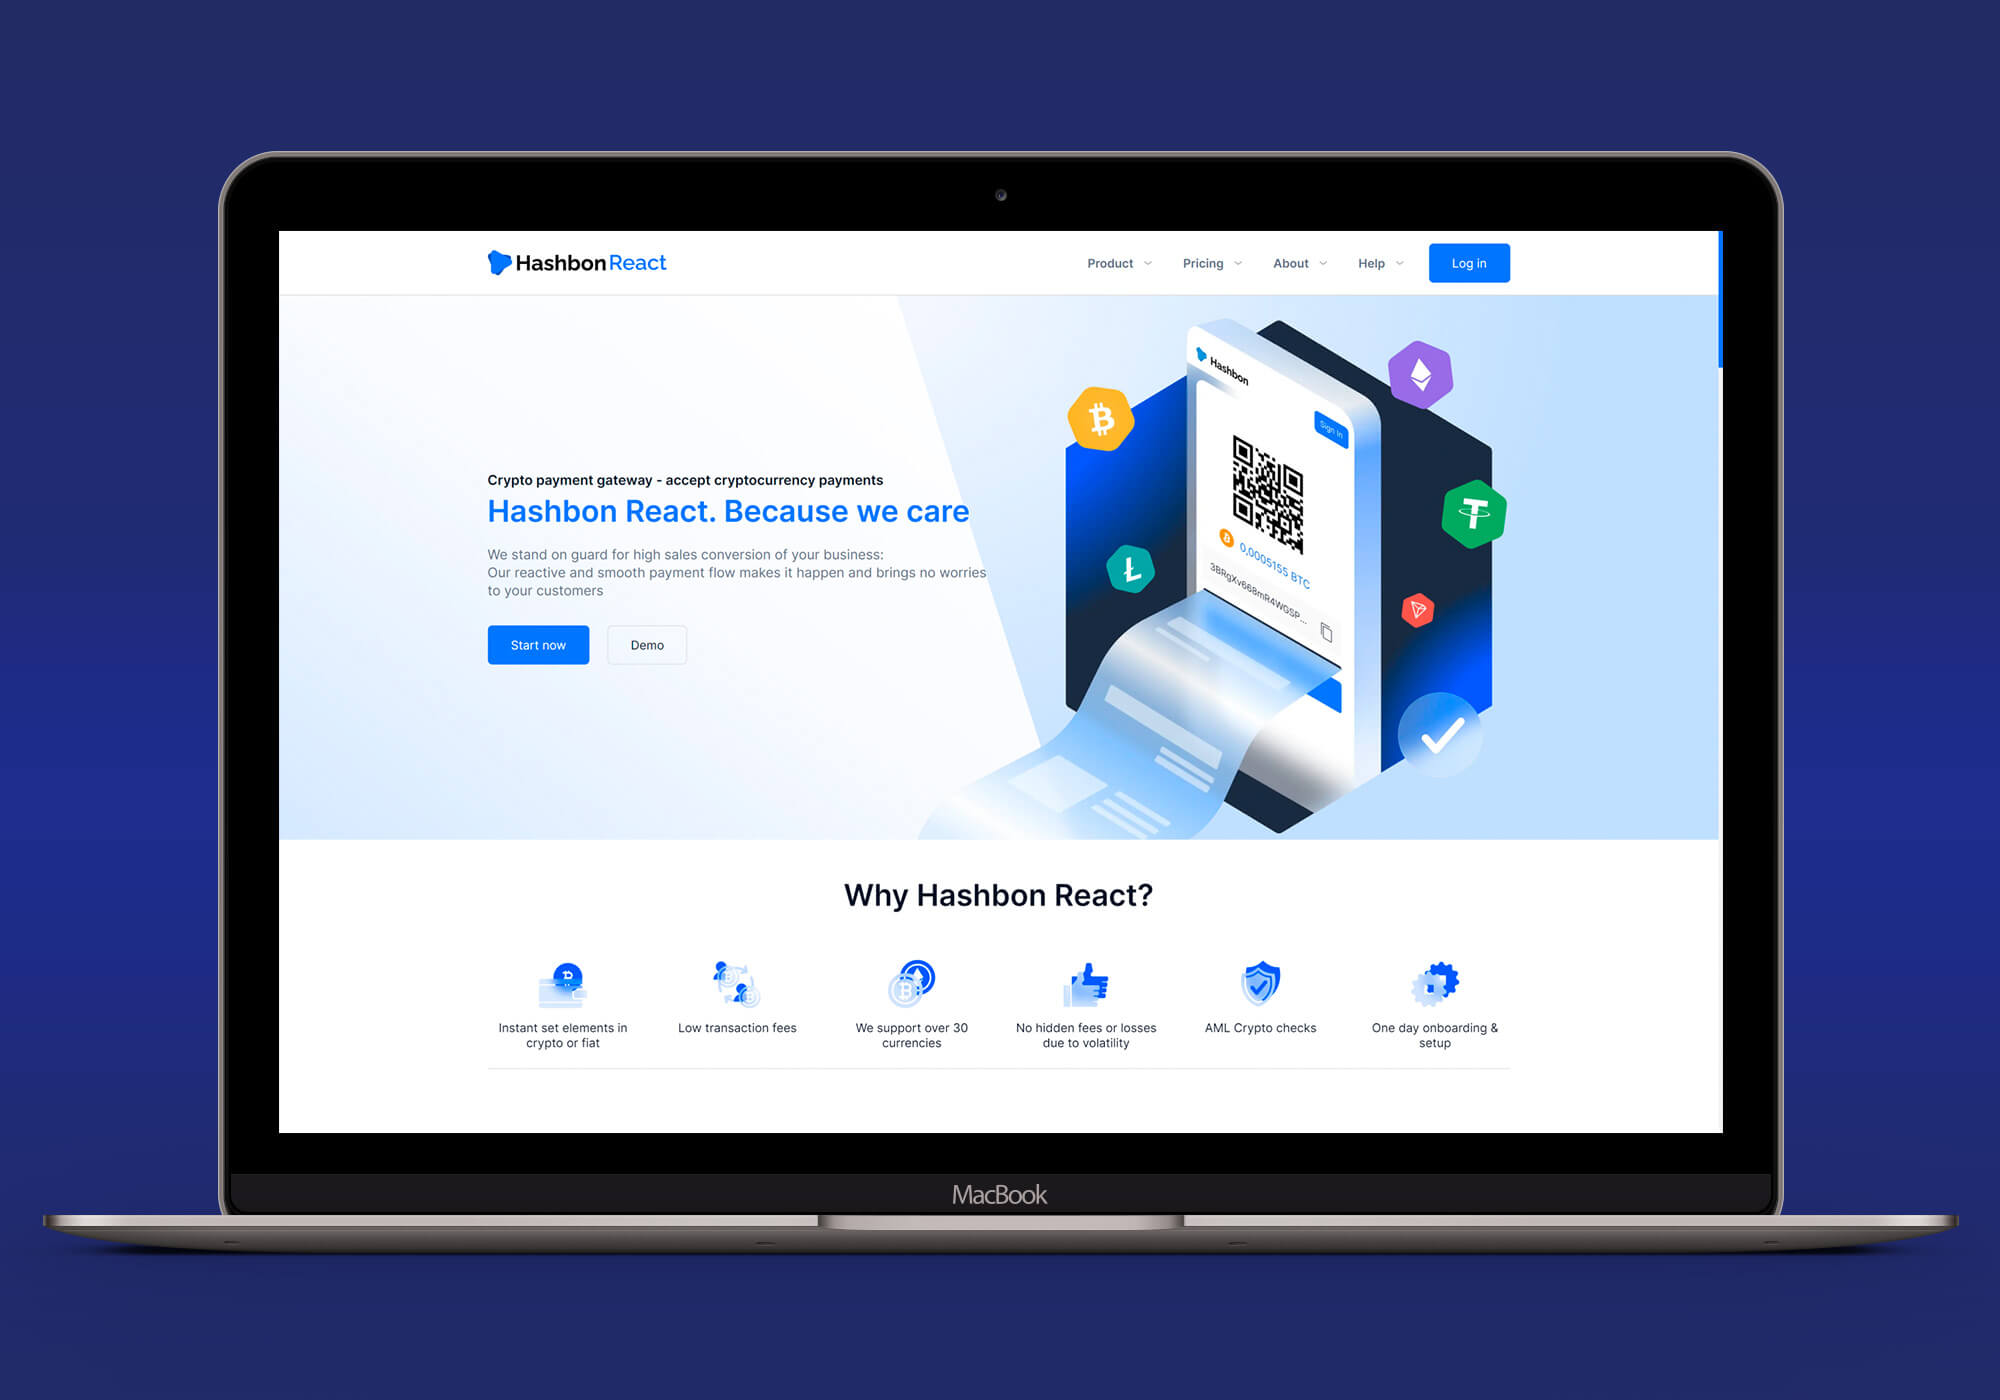 Hashbon React
Product
Pricing
About
Help
Log in
Hashbon
Sign In
Crypto payment gateway - accept cryptocurrency payments
Hashbon React. Because we care
We stand on guard for high sales conversion of your business:
Our reactive and smooth payment flow makes it happen and brings no worries
to your customers
Start now
Demo
0,0005155 BTC
3BRgXv668mR4WGSP...
Why Hashbon React?
Instant set elements in
crypto or fiat
Low transaction fees
We support over 30
currencies
No hidden fees or losses
due to volatility
AML Crypto checks
One day onboarding &
setup
MacBook